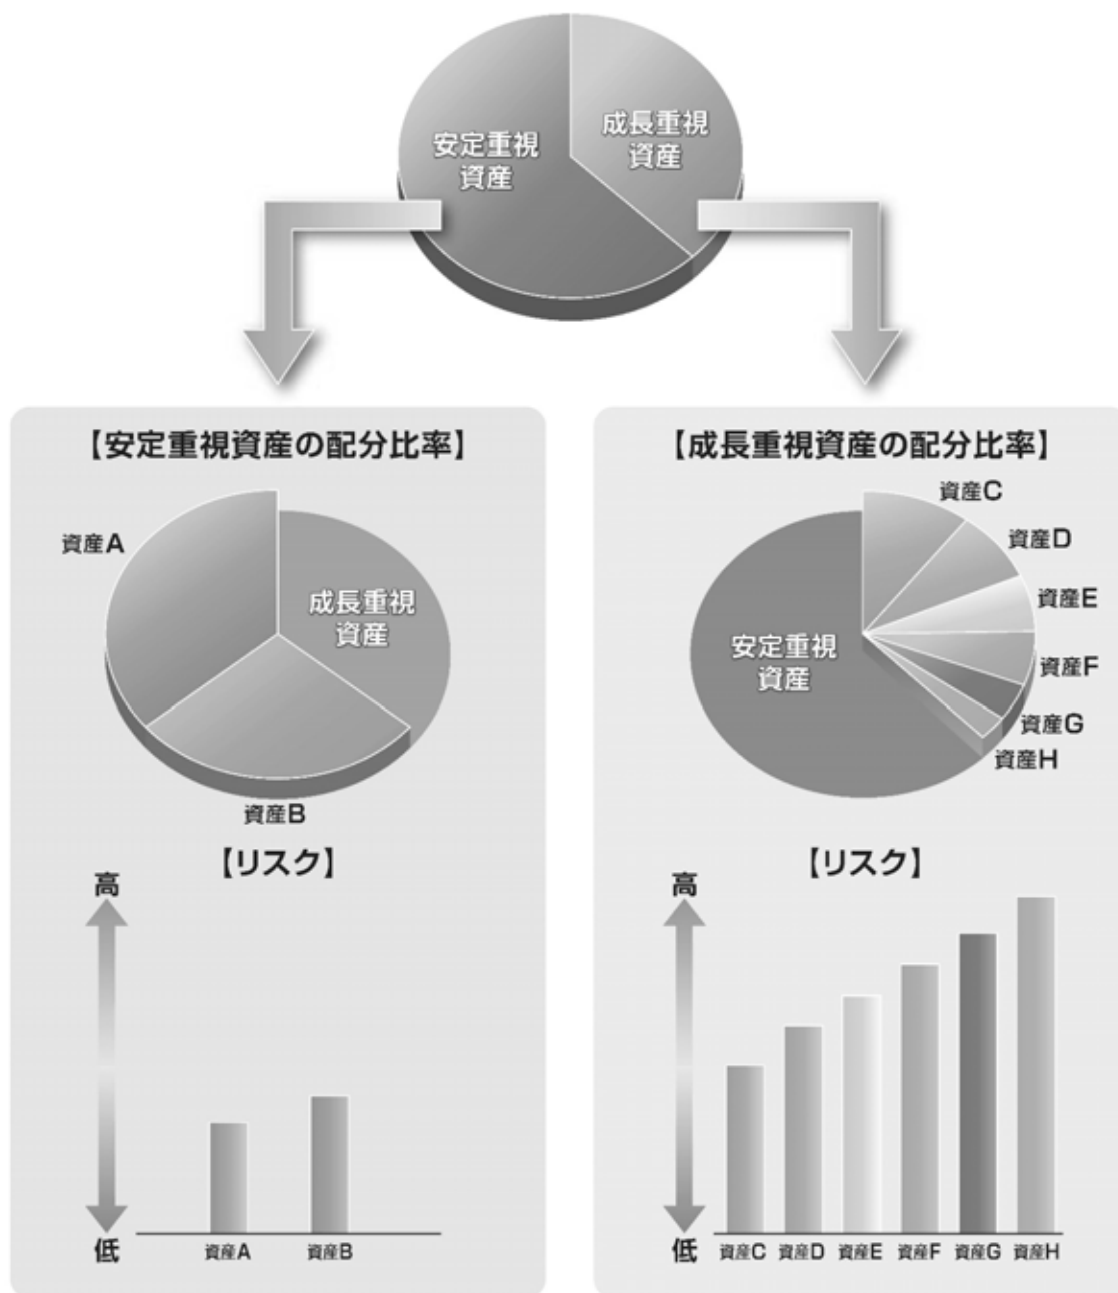 安定重視
資産
成長重視
資産
【安定重視資産の配分比率】
資産A
成長重視
資産
資産B
【リスク】
高
低
資産A
資産B
【成長重視資産の配分比率】
資産C
資産D
資産E
資産F
資産G
資産H
安定重視
資産
【リスク】
高
低
資産C
資産D
資産E
資産F
資産G
資産H